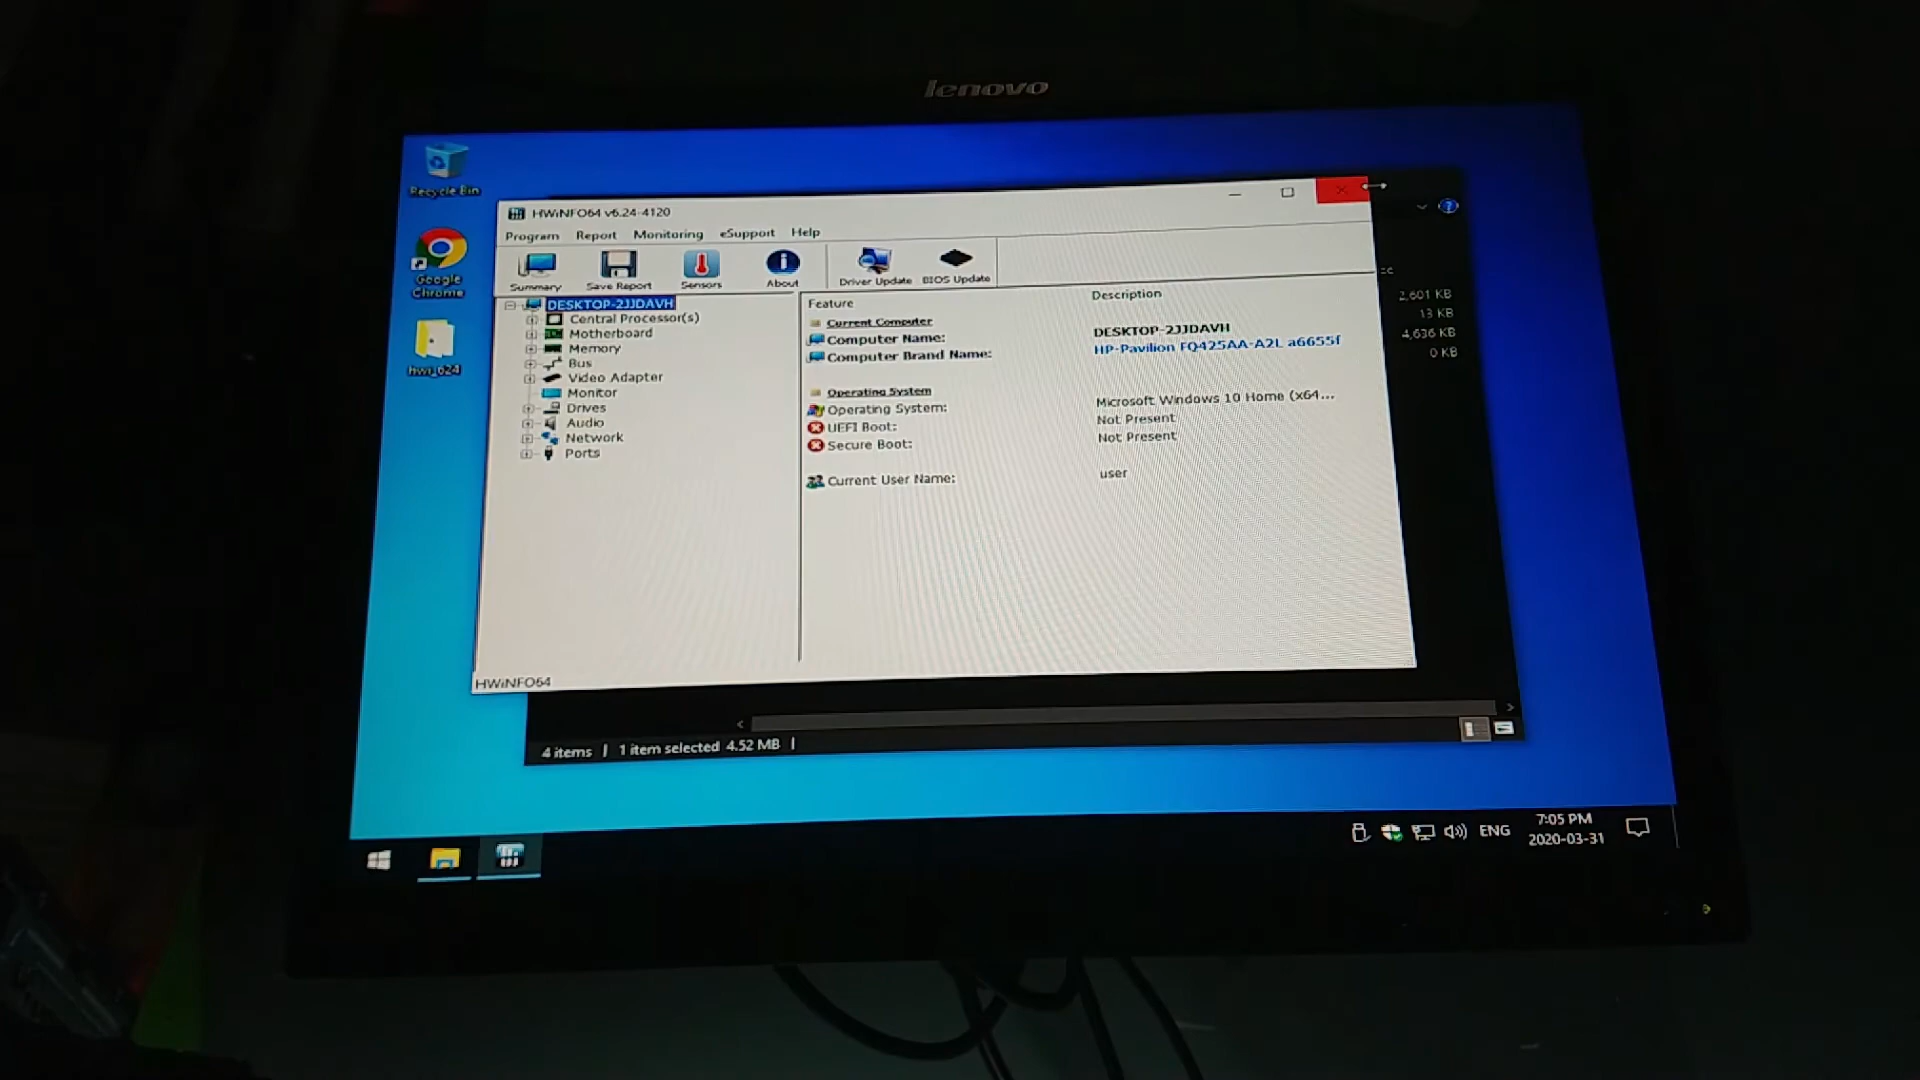 lenovo
Recycle Bin
Google
Chrome
hwi_624
HWiNFO64 v6.24-4120
Program Report Monitoring eSupport Help
Summary Save Report Sensors About Driver Update BIOS Update
DESKTOP-2JJDAVH
Central Processor(s)
Motherboard
Memory
Bus
Video Adapter
Monitor
Drives
Audio
Network
Ports
Feature Description
Current Computer
Computer Name: DESKTOP-2JJDAVH
Computer Brand Name: HP-Pavilion FQ425AA-A2L a6655f
Operating System
Operating System: Microsoft Windows 10 Home (x64...
UEFI Boot: Not Present
Secure Boot: Not Present
Current User Name: user
HWiNFO64
2,601 KB
13 KB
4,636 KB
0 KB
4 items | 1 item selected 4.52 MB |
ENG
7:05 PM
2020-03-31